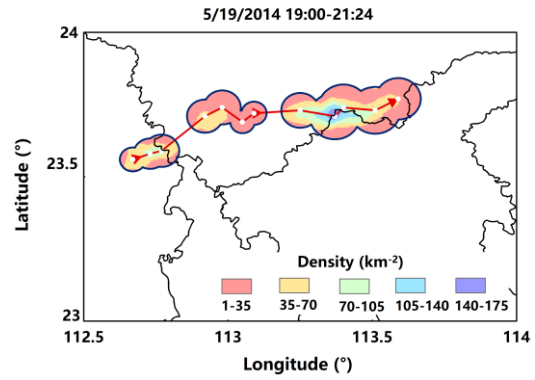 5/19/2014 19:00-21:24
24
23.5
23
Latitude (°)
Density (km-2)
1-35 35-70 70-105 105-140 140-175
112.5 113 113.5 114
Longitude (°)